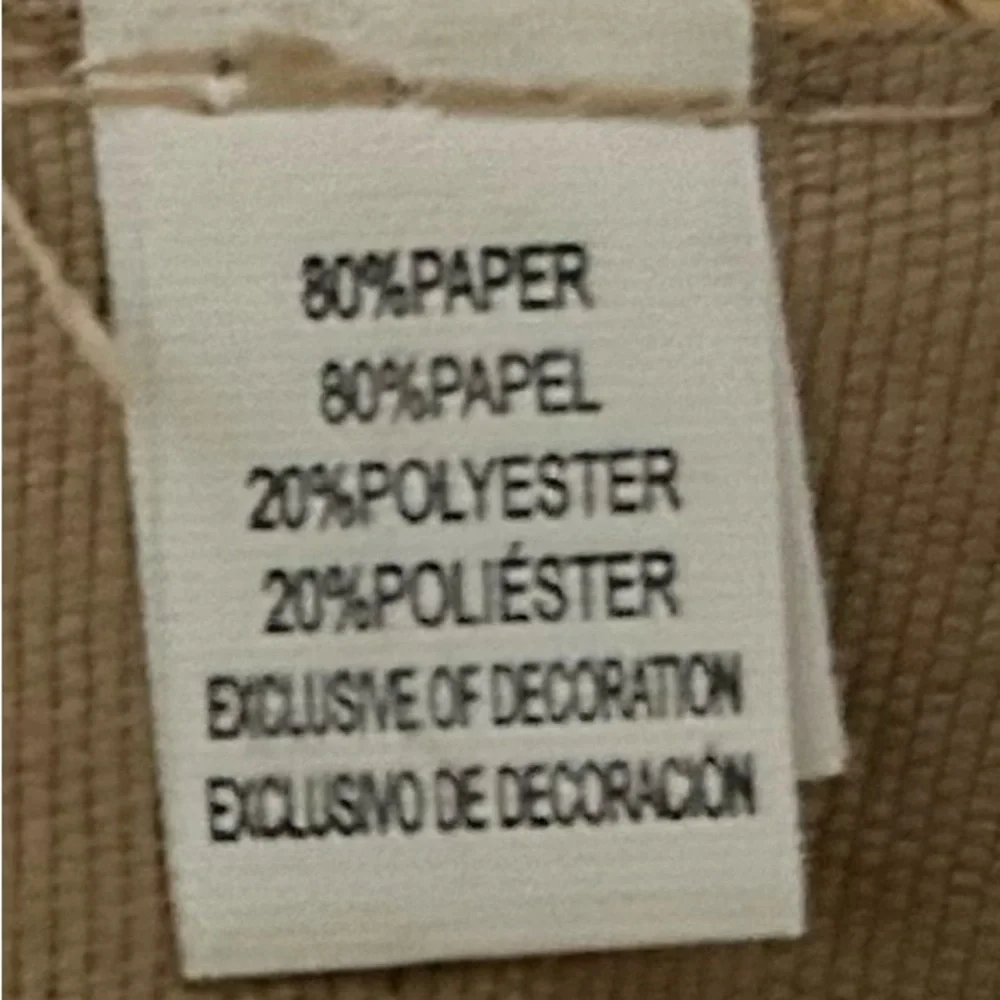 80%PAPER
80%PAPEL
20%POLYESTER
20%POLIÉSTER
EXCLUSIVE OF DECORATION
EXCLUSIVO DE DECORACIÓN